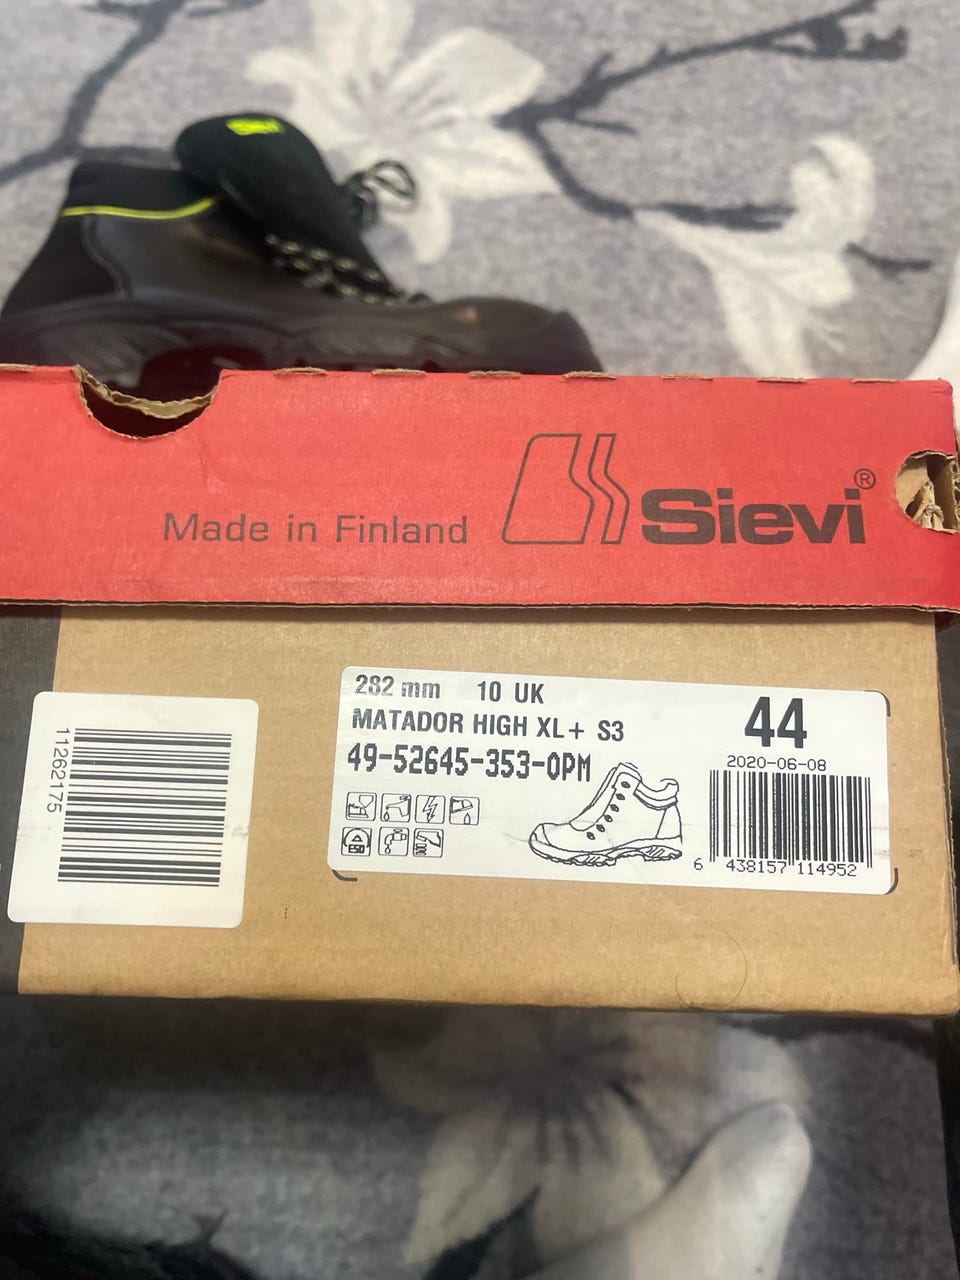 Made in Finland
Sievi®
282 mm 10 UK
MATADOR HIGH XL+ S3
49-52645-353-0PM
44
2020-06-08
6 438157 114952
11262175